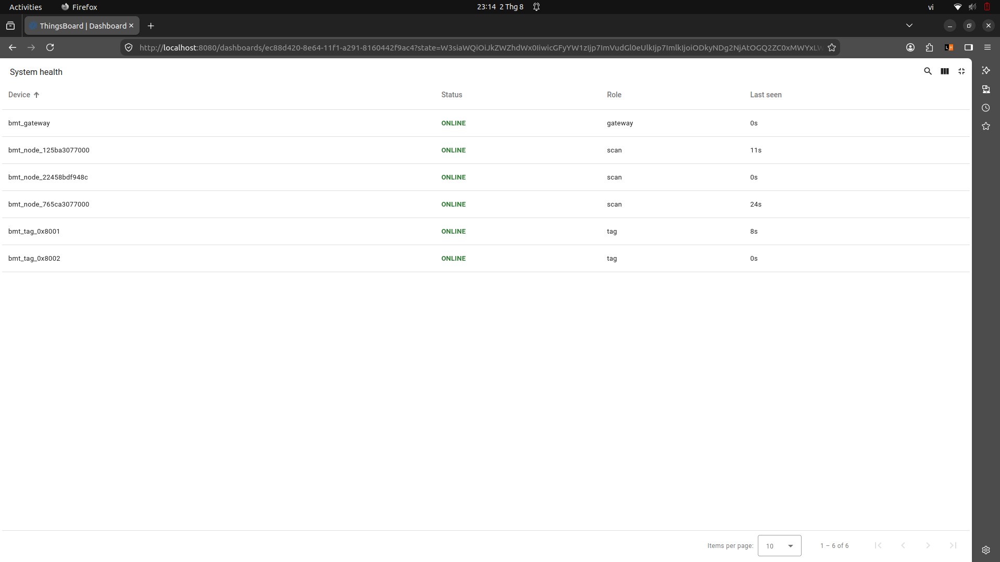 Activities
Firefox
23:14 2 Thg 8
vi
ThingsBoard | Dashboard
http://localhost:8080/dashboards/ec88d420-8e64-11f1-a291-8160442f9ac4?state=
System health
Device Status Role Last seen
bmt_gateway ONLINE gateway 0s
bmt_node_125ba3077000 ONLINE scan 11s
bmt_node_22458bdf948c ONLINE scan 0s
bmt_node_765ca3077000 ONLINE scan 24s
bmt_tag_0x8001 ONLINE tag 8s
bmt_tag_0x8002 ONLINE tag 0s
Items per page: 10 1 – 6 of 6